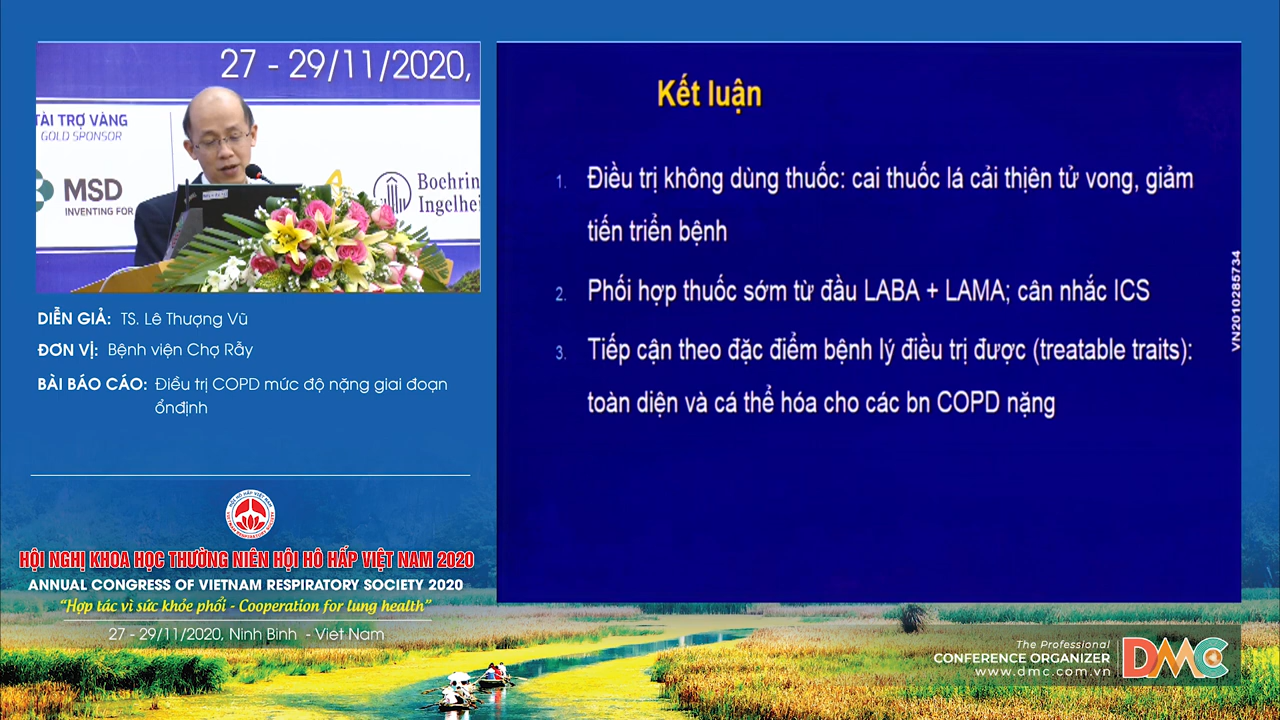 27 - 29/11/2020,
TÀI TRỢ VÀNG
GOLD SPONSOR
MSD
INVENTING FOR
Boehring
Ingelhei
DIỄN GIẢ: TS. Lê Thượng Vũ
ĐƠN VỊ: Bệnh viện Chợ Rẫy
BÀI BÁO CÁO: Điều trị COPD mức độ nặng giai đoạn
ổnđịnh
HỘI NGHỊ KHOA HỌC THƯỜNG NIÊN HỘI HÔ HẤP VIỆT NAM 2020
ANNUAL CONGRESS OF VIETNAM RESPIRATORY SOCIETY 2020
“Hợp tác vì sức khỏe phổi - Cooperation for lung health”
27 - 29/11/2020, Ninh Binh - Viet Nam
Kết luận
1. Điều trị không dùng thuốc: cai thuốc lá cải thiện tử vong, giảm
tiến triển bệnh
2. Phối hợp thuốc sớm từ đầu LABA + LAMA; cân nhắc ICS
3. Tiếp cận theo đặc điểm bệnh lý điều trị được (treatable traits):
toàn diện và cá thể hóa cho các bn COPD nặng
VN2010285734
The Professional
CONFERENCE ORGANIZER
www.dmc.com.vn
DMC